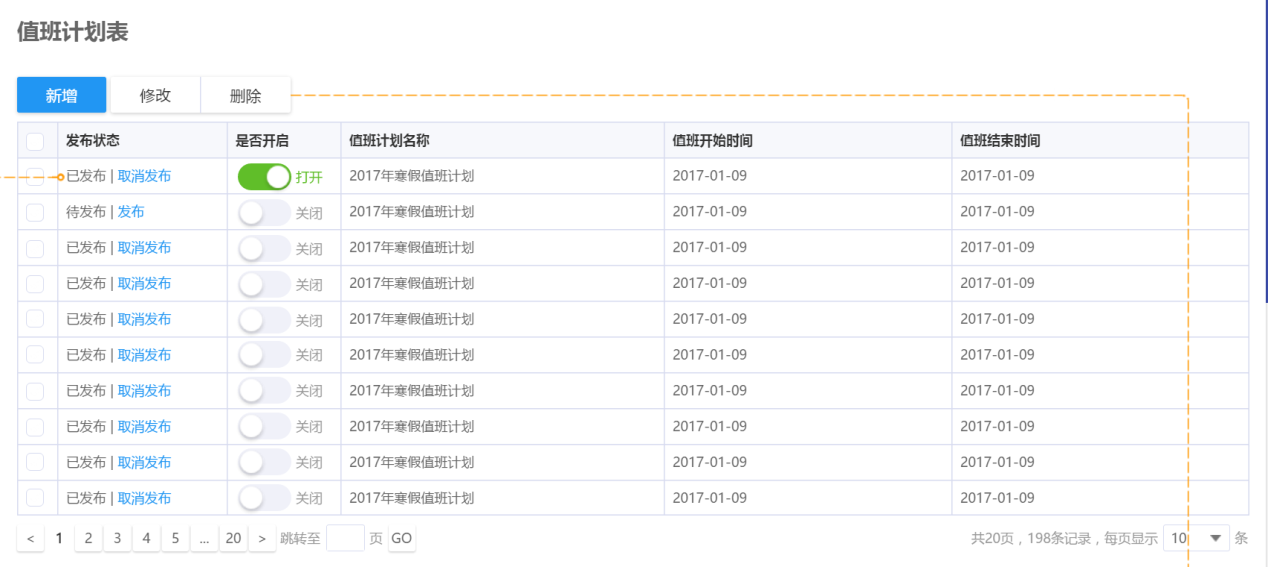 值班计划表
新增 修改 删除
发布状态 是否开启 值班计划名称 值班开始时间 值班结束时间
已发布 | 取消发布 打开 2017年寒假值班计划 2017-01-09 2017-01-09
待发布 | 发布 关闭 2017年寒假值班计划 2017-01-09 2017-01-09
已发布 | 取消发布 关闭 2017年寒假值班计划 2017-01-09 2017-01-09
已发布 | 取消发布 关闭 2017年寒假值班计划 2017-01-09 2017-01-09
已发布 | 取消发布 关闭 2017年寒假值班计划 2017-01-09 2017-01-09
已发布 | 取消发布 关闭 2017年寒假值班计划 2017-01-09 2017-01-09
已发布 | 取消发布 关闭 2017年寒假值班计划 2017-01-09 2017-01-09
已发布 | 取消发布 关闭 2017年寒假值班计划 2017-01-09 2017-01-09
已发布 | 取消发布 关闭 2017年寒假值班计划 2017-01-09 2017-01-09
已发布 | 取消发布 关闭 2017年寒假值班计划 2017-01-09 2017-01-09
< 1 2 3 4 5 ... 20 > 跳转至 页 GO 共20页，198条记录，每页显示 10 条